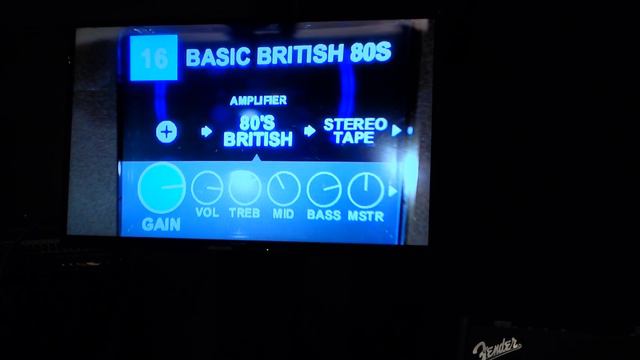 16 BASIC BRITISH 80S
AMPLIFIER
80'S
BRITISH
STEREO
TAPE
GAIN VOL TREB MID BASS MSTR
Fender